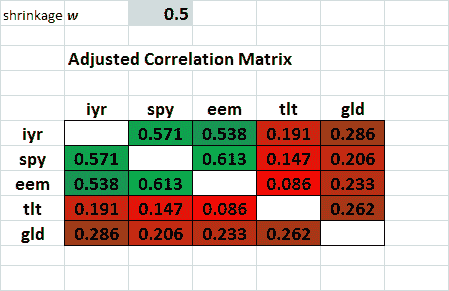 shrinkage w 0.5
Adjusted Correlation Matrix
iyr spy eem tlt gld
iyr 0.571 0.538 0.191 0.286
spy 0.571 0.613 0.147 0.206
eem 0.538 0.613 0.086 0.233
tlt 0.191 0.147 0.086 0.262
gld 0.286 0.206 0.233 0.262